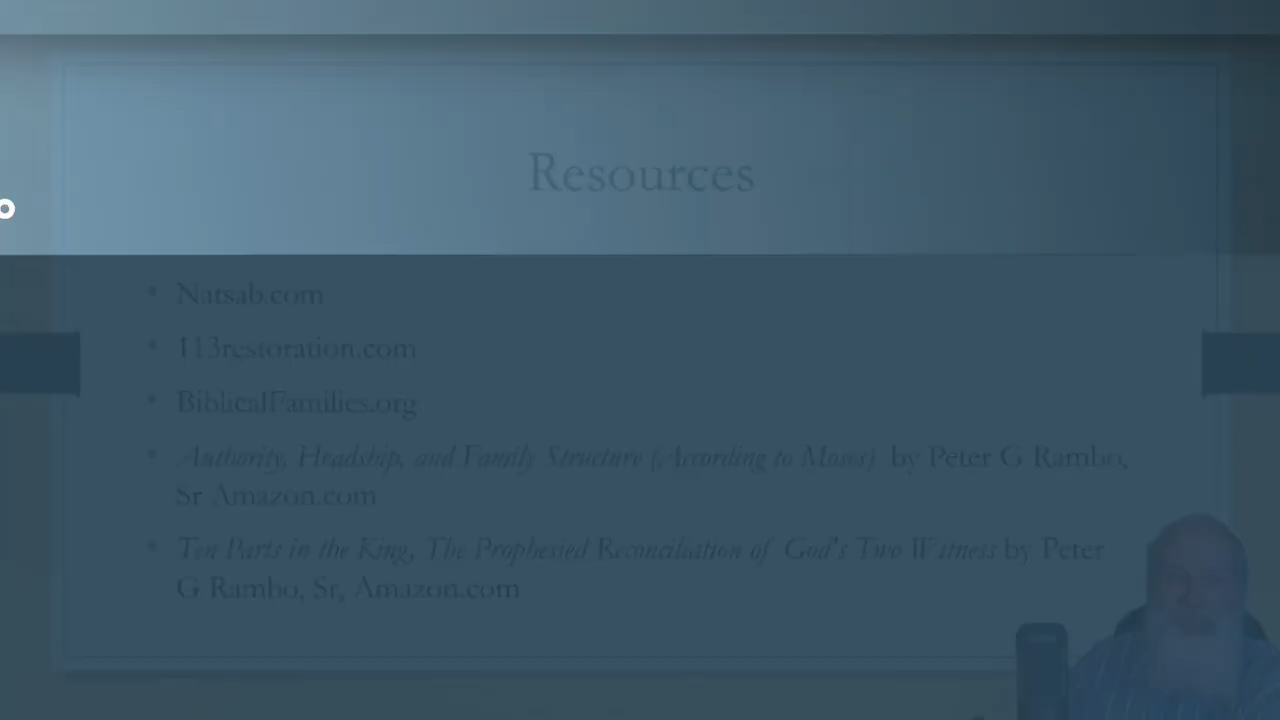 Resources
• Natsab.com
• 113restoration.com
• BiblicalFamilies.org
• Authority, Headship, and Family Structure (According to Moses) by Peter G Rambo,
Sr Amazon.com
• Ten Parts in the King, The Prophesied Reconciliation of God's Two Witness by Peter
G Rambo, Sr, Amazon.com